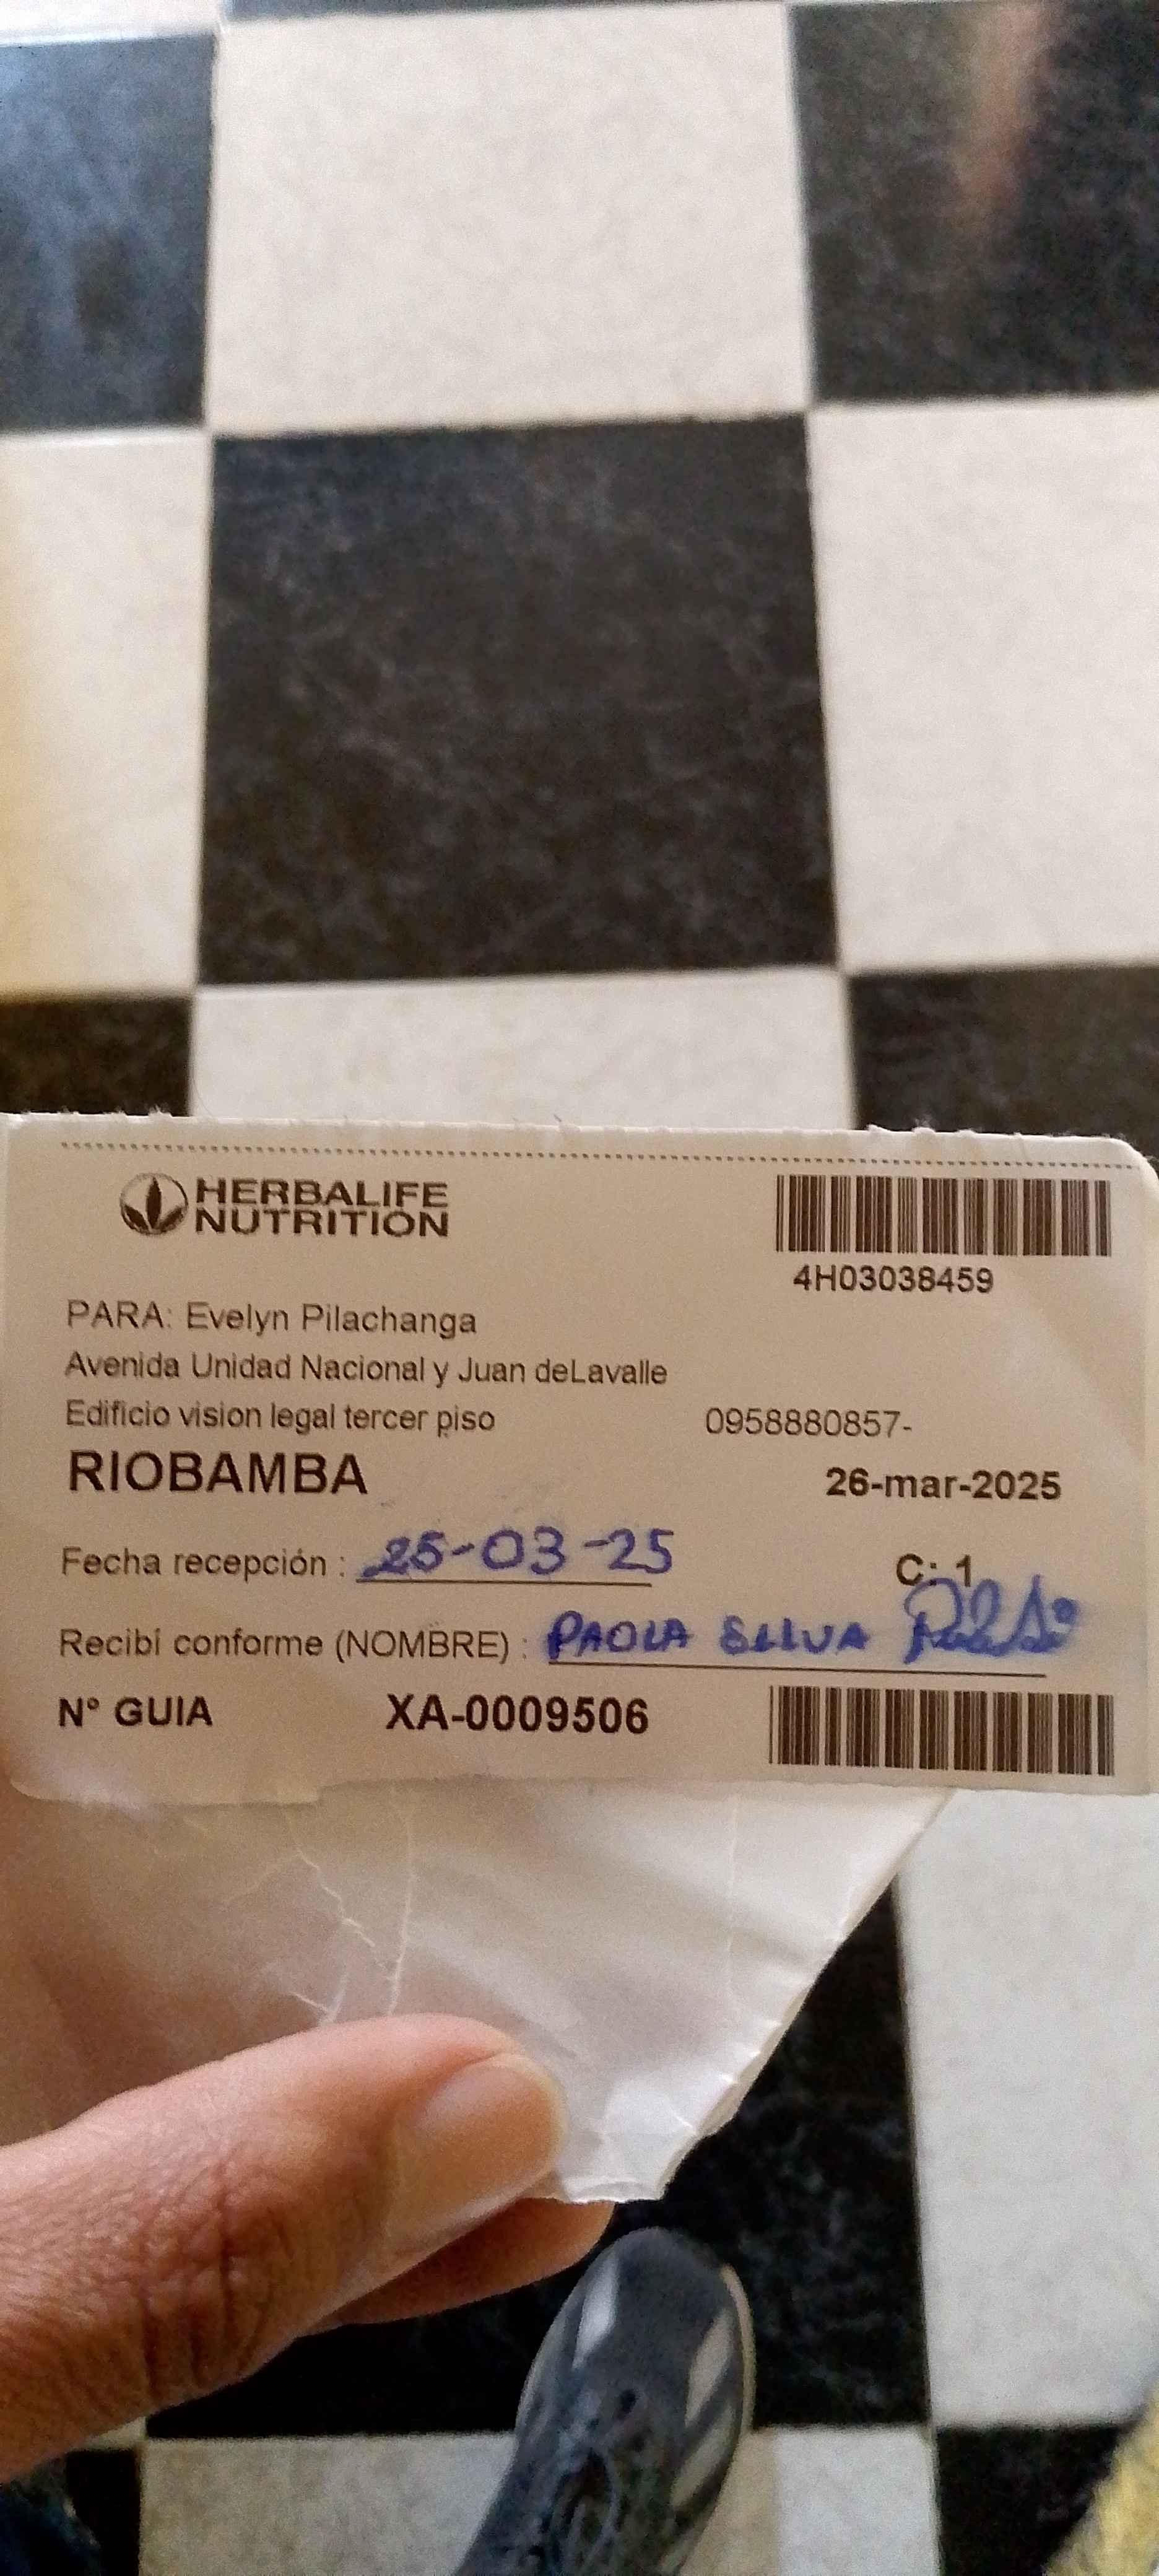 HERBALIFE
NUTRITION
4H03038459
PARA: Evelyn Pilachanga
Avenida Unidad Nacional y Juan deLavalle
Edificio vision legal tercer piso 0958880857-
RIOBAMBA 26-mar-2025
Fecha recepción : 25-03-25 C: 1
Recibí conforme (NOMBRE) : PAOLA SILVA
N° GUIA XA-0009506